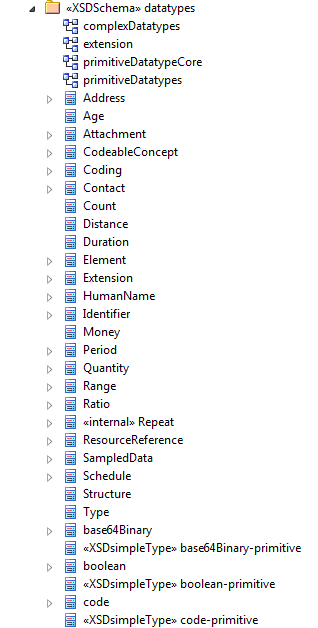 «XSDSchema» datatypes
complexDatatypes
extension
primitiveDatatypeCore
primitiveDatatypes
Address
Age
Attachment
CodeableConcept
Coding
Contact
Count
Distance
Duration
Element
Extension
HumanName
Identifier
Money
Period
Quantity
Range
Ratio
«internal» Repeat
ResourceReference
SampledData
Schedule
Structure
Type
base64Binary
«XSDsimpleType» base64Binary-primitive
boolean
«XSDsimpleType» boolean-primitive
code
«XSDsimpleType» code-primitive